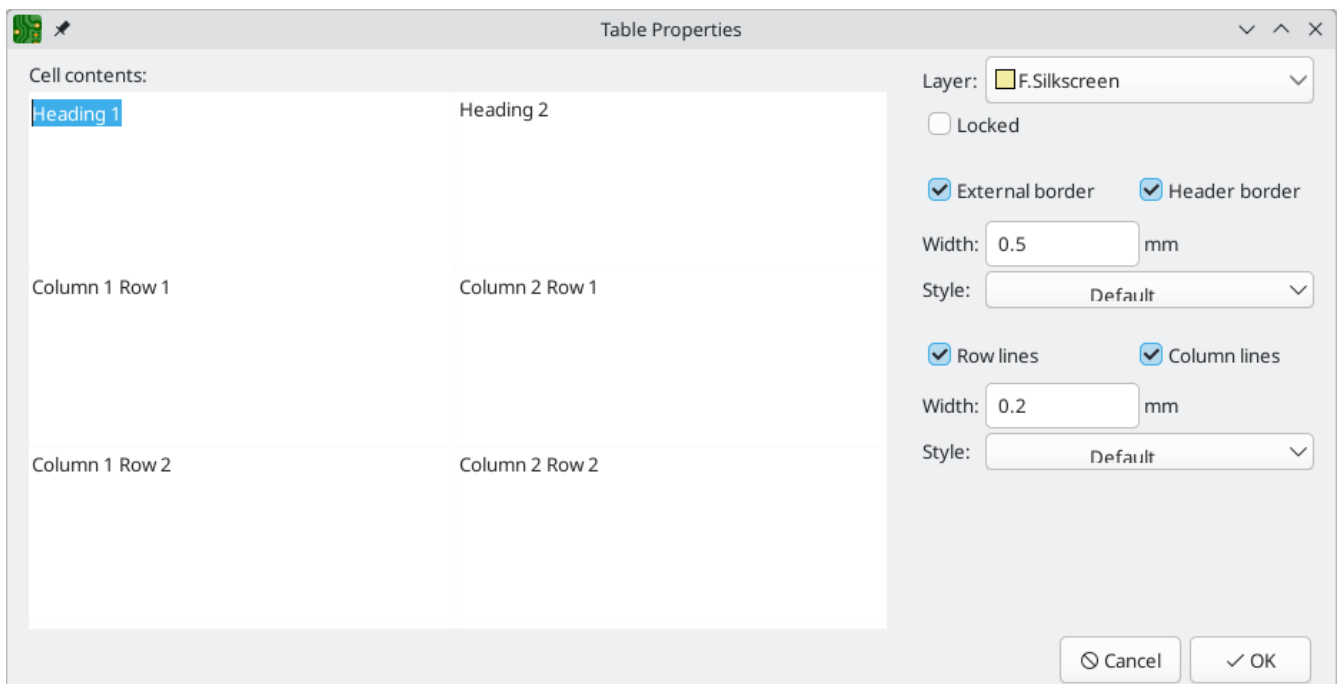 Table Properties
Cell contents:
Heading 1 Heading 2
Column 1 Row 1 Column 2 Row 1
Column 1 Row 2 Column 2 Row 2
Layer: F.Silkscreen
Locked
External border Header border
Width: 0.5 mm
Style: Default
Row lines Column lines
Width: 0.2 mm
Style: Default
Cancel OK